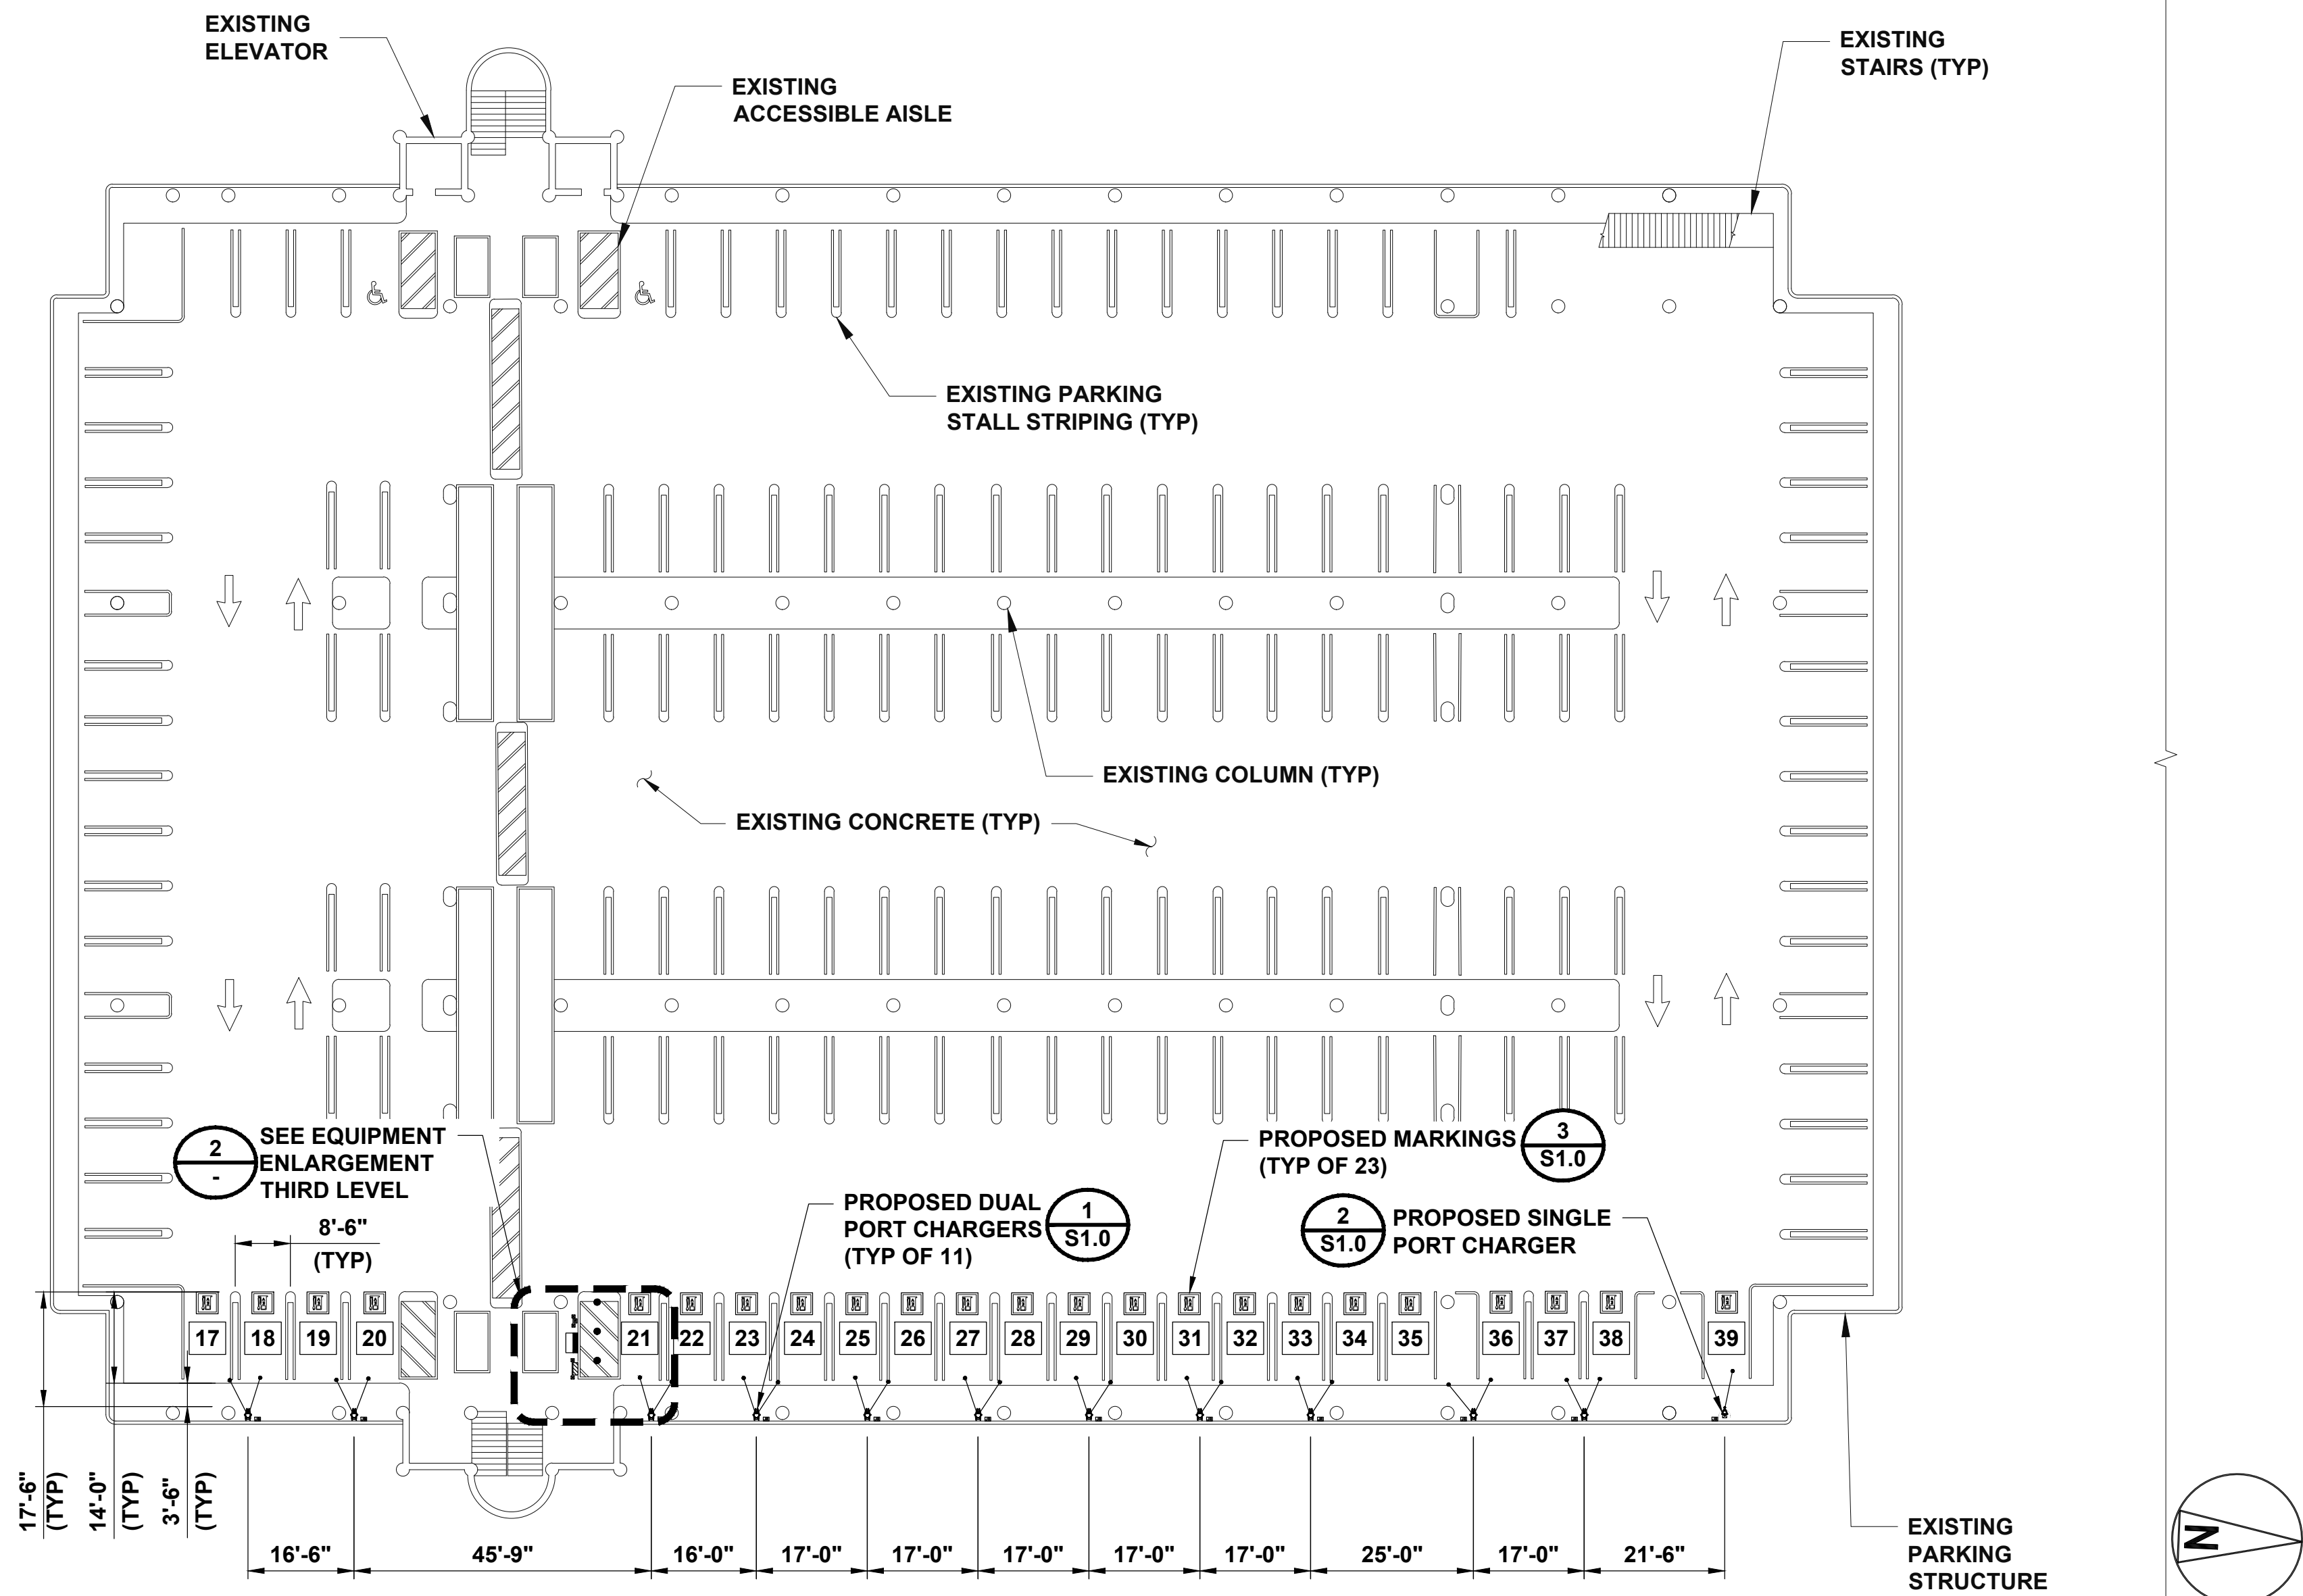 EXISTING
ELEVATOR
EXISTING
ACCESSIBLE AISLE
EXISTING
STAIRS (TYP)
EXISTING PARKING
STALL STRIPING (TYP)
EXISTING COLUMN (TYP)
EXISTING CONCRETE (TYP)
2
-
SEE EQUIPMENT
ENLARGEMENT
THIRD LEVEL
PROPOSED MARKINGS
(TYP OF 23)
3
S1.0
PROPOSED DUAL
PORT CHARGERS
(TYP OF 11)
1
S1.0
2
S1.0
PROPOSED SINGLE
PORT CHARGER
8'-6"
(TYP)
17 18 19 20 21 22 23 24 25 26 27 28 29 30 31 32 33 34 35 36 37 38 39
17'-6"
(TYP)
14'-0"
(TYP)
3'-6"
(TYP)
16'-6" 45'-9" 16'-0" 17'-0" 17'-0" 17'-0" 17'-0" 17'-0" 25'-0" 17'-0" 21'-6"
EXISTING
PARKING
STRUCTURE
N